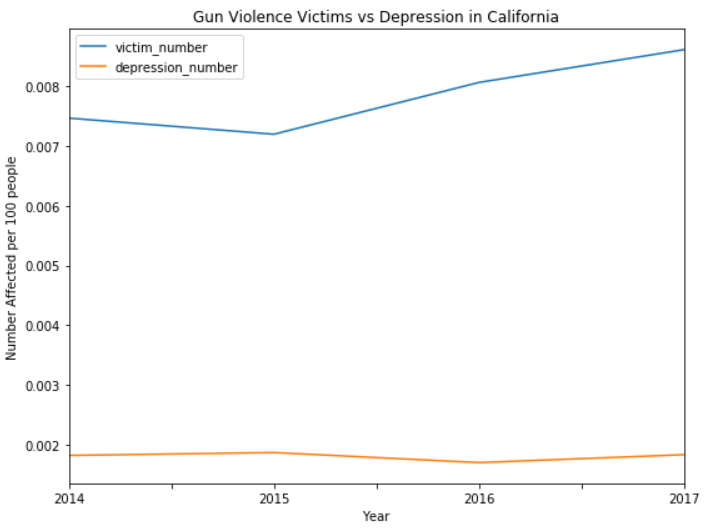 Gun Violence Victims vs Depression in California
victim_number
depression_number
0.008
0.007
0.006
0.005
0.004
0.003
0.002
Number Affected per 100 people
2014 2015 2016 2017
Year